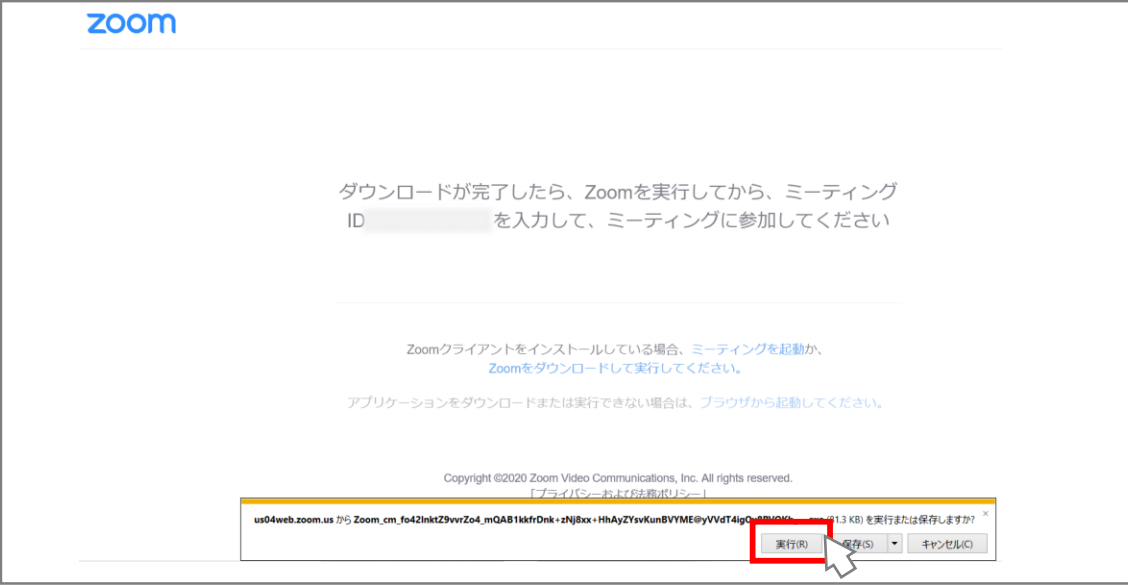 zoom
ダウンロードが完了したら、Zoomを実行してから、ミーティング
ID を入力して、ミーティングに参加してください
Zoomクライアントをインストールしている場合、ミーティングを起動か、
Zoomをダウンロードして実行してください。
アプリケーションをダウンロードまたは実行できない場合は、ブラウザから起動してください。
Copyright ©2020 Zoom Video Communications, Inc. All rights reserved.
「プライバシーおよび法務ポリシー」
us04web.zoom.us から (81.3 KB) を実行または保存しますか?
×
実行(R) 保存(S) キャンセル(C)